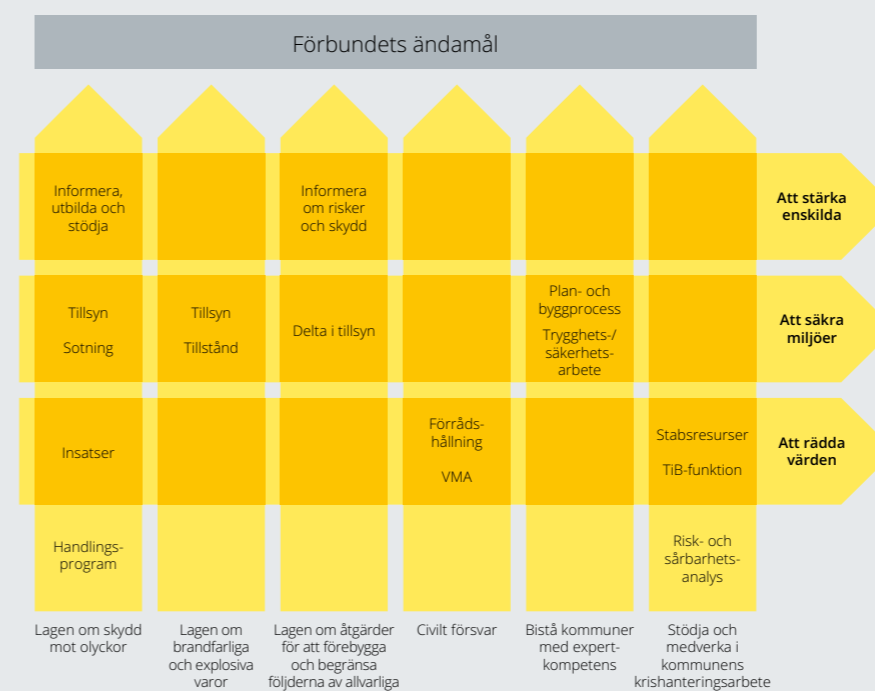 Förbundets ändamål
Informera,
utbilda och
stödja
Informera
om risker
och skydd
Att stärka
enskilda
Tillsyn
Sotning
Tillsyn
Tillstånd
Delta i tillsyn
Plan- och
byggprocess
Trygghets-/
säkerhets-
arbete
Att säkra
miljöer
Insatser
Förråds-
hållning
VMA
Stabsresurser
TiB-funktion
Att rädda
värden
Handlings-
program
Risk- och
sårbarhets-
analys
Lagen om skydd
mot olyckor
Lagen om
brandfarliga
och explosiva
varor
Lagen om åtgärder
för att förebygga
och begränsa
följderna av allvarliga
Civilt försvar
Bistå kommuner
med expert-
kompetens
Stödja och
medverka i
kommunens
krishanteringsarbete